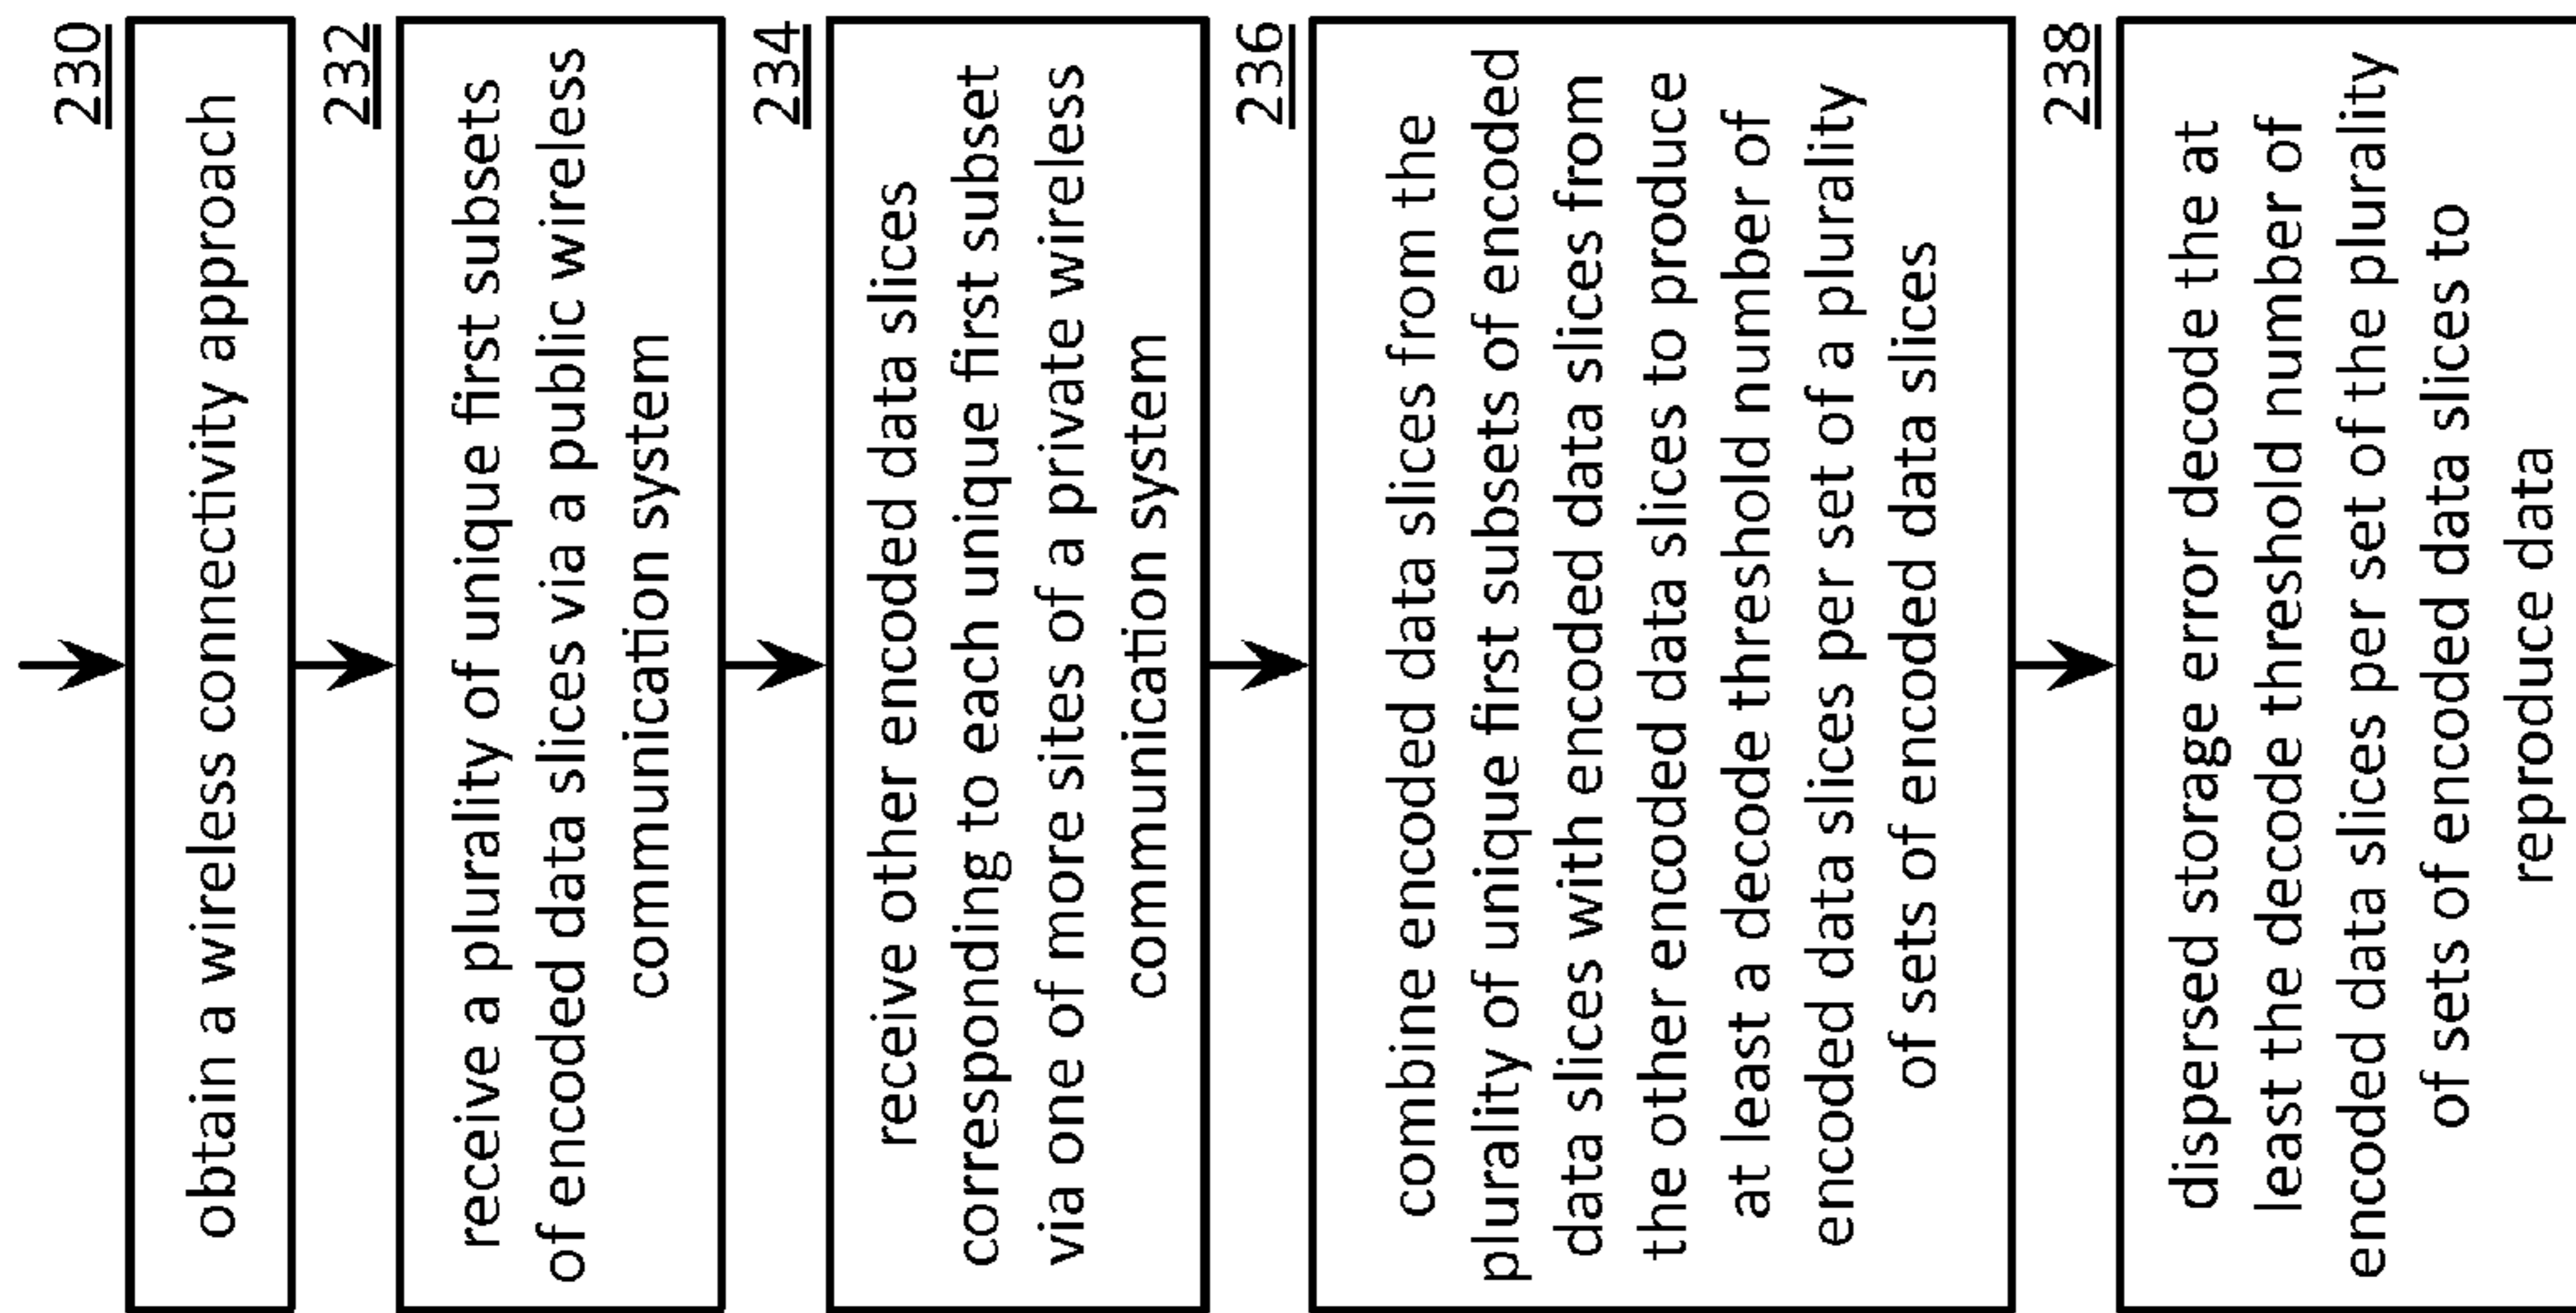 230
obtain a wireless connectivity approach
232
receive a plurality of unique first subsets
of encoded data slices via a public wireless
communication system
234
receive other encoded data slices
corresponding to each unique first subset
via one of more sites of a private wireless
communication system
236
combine encoded data slices from the
plurality of unique first subsets of encoded
data slices with encoded data slices from
the other encoded data slices to produce
at least a decode threshold number of
encoded data slices per set of a plurality
of sets of encoded data slices
238
dispersed storage error decode the at
least the decode threshold number of
encoded data slices per set of the plurality
of sets of encoded data slices to
reproduce data